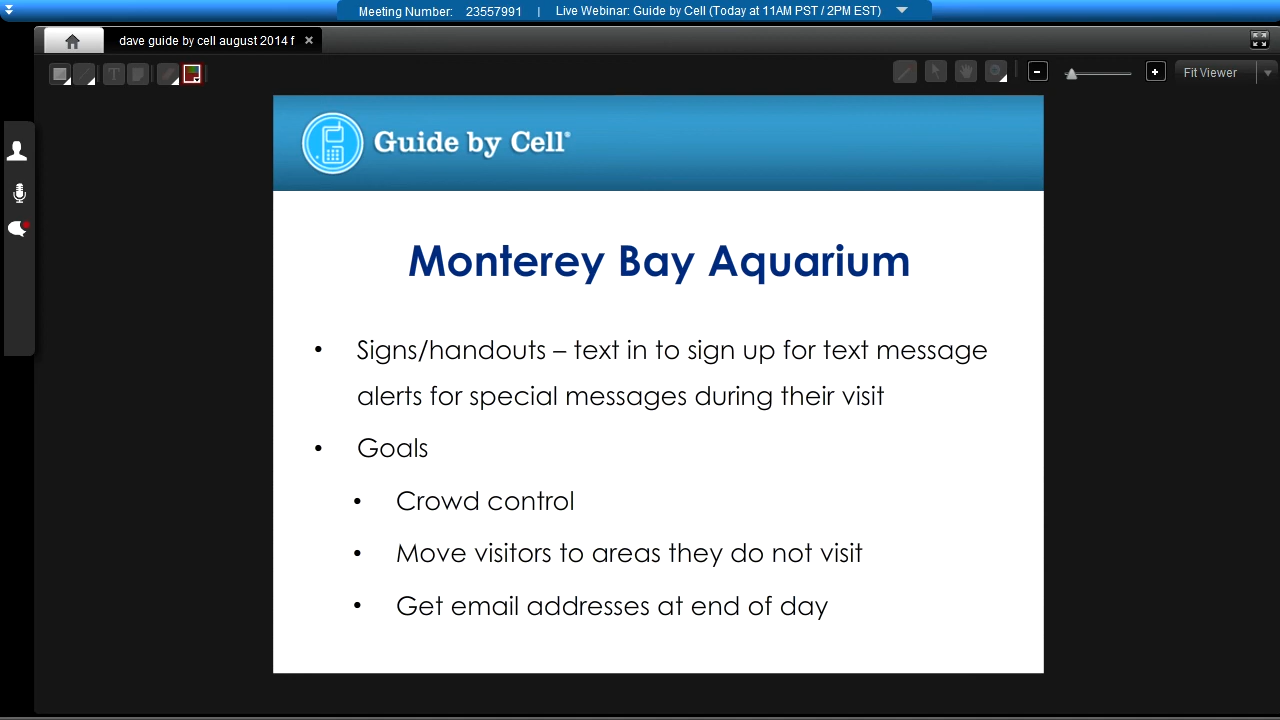 Meeting Number: 23557991 | Live Webinar: Guide by Cell (Today at 11AM PST / 2PM EST)
dave guide by cell august 2014 f ×
T
Fit Viewer
Guide by Cell®
Monterey Bay Aquarium
• Signs/handouts – text in to sign up for text message
alerts for special messages during their visit
• Goals
• Crowd control
• Move visitors to areas they do not visit
• Get email addresses at end of day